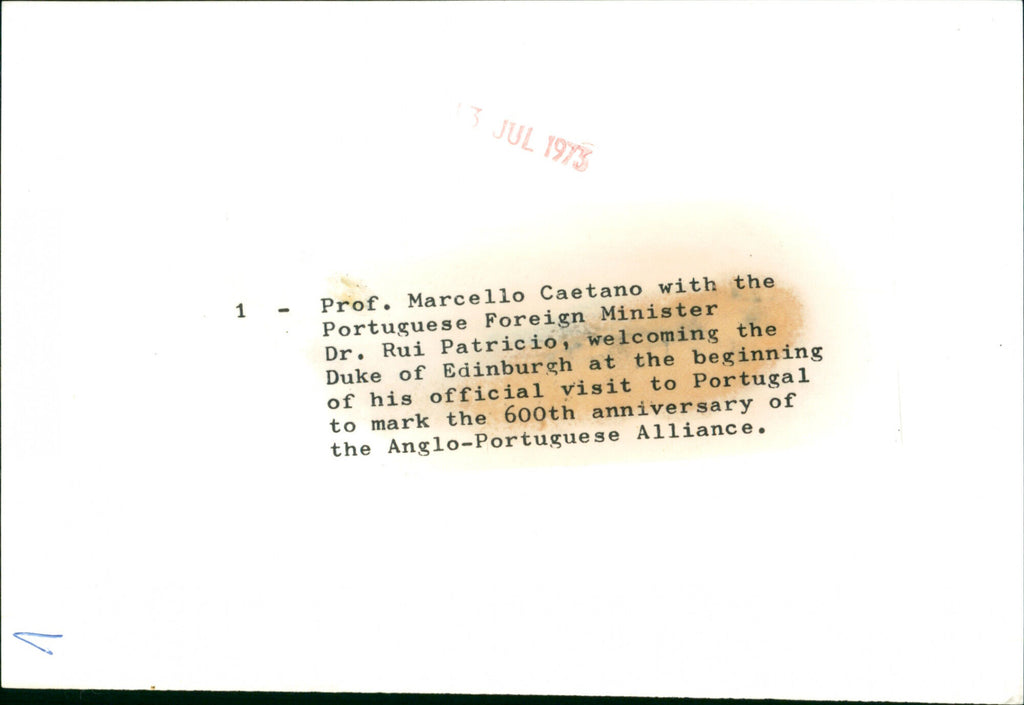 3 JUL 1973
1 - Prof. Marcello Caetano with the
Portuguese Foreign Minister
Dr. Rui Patricio, welcoming the
Duke of Edinburgh at the beginning
of his official visit to Portugal
to mark the 600th anniversary of
the Anglo-Portuguese Alliance.